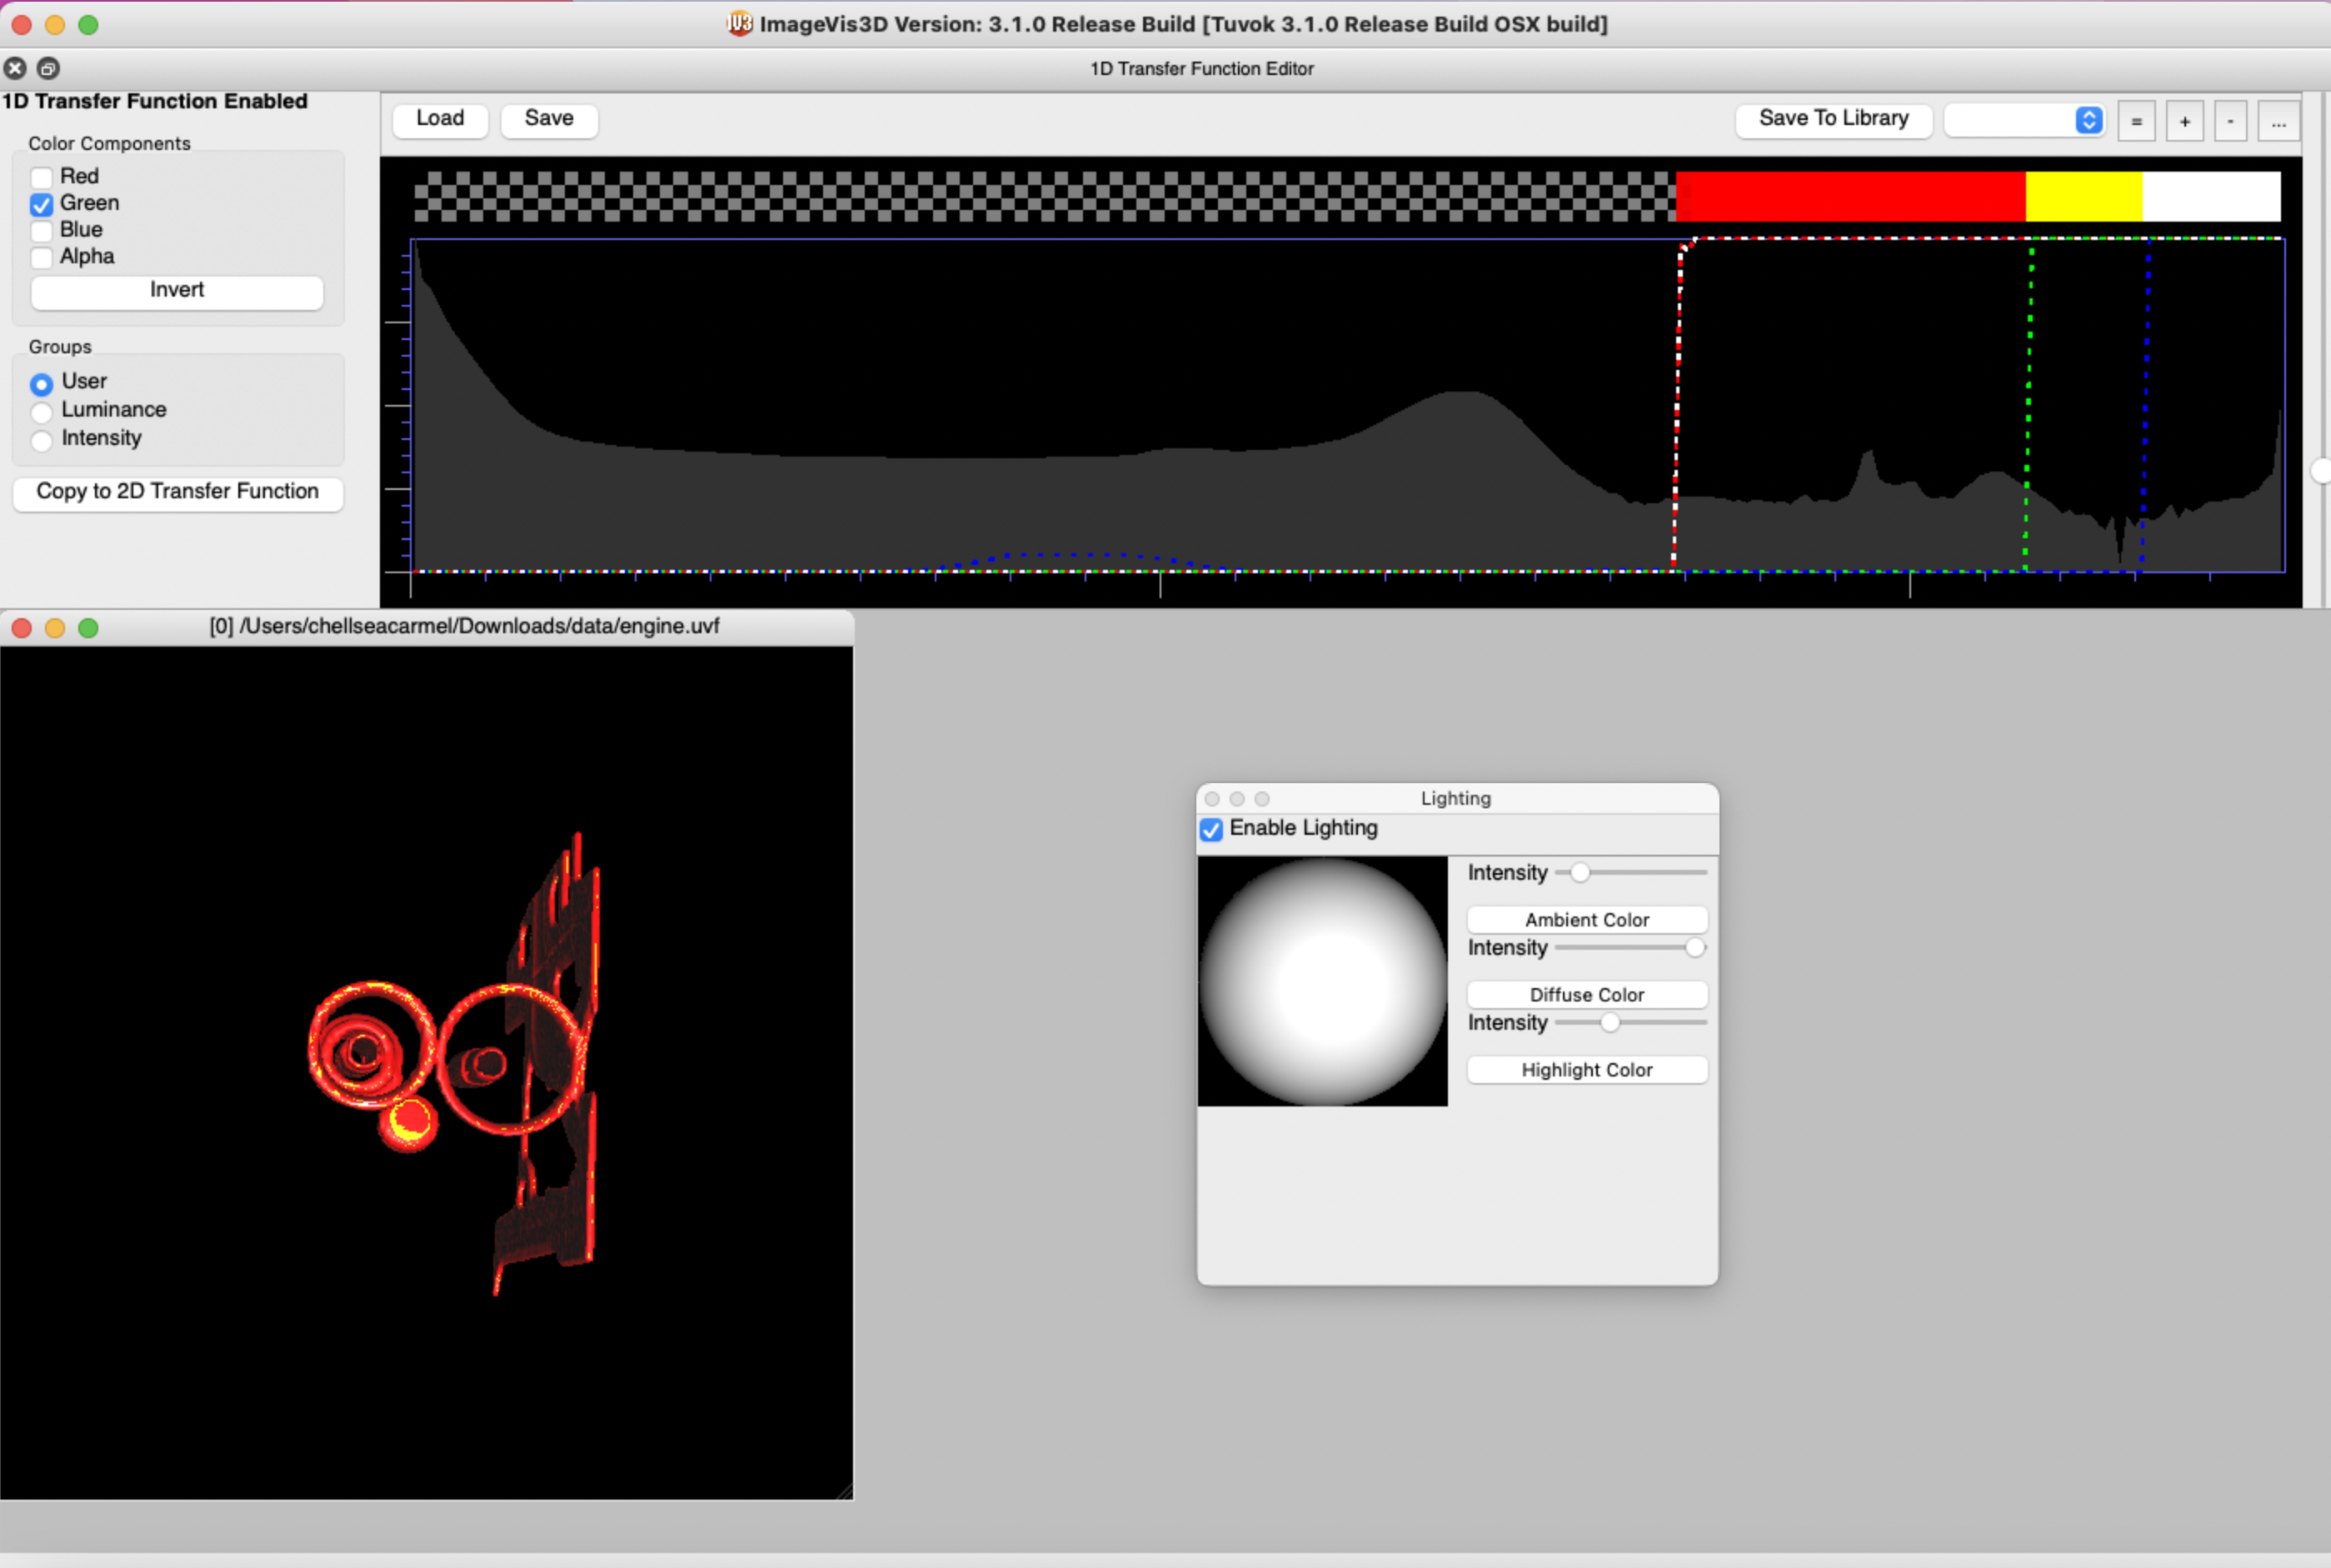 IV3 ImageVis3D Version: 3.1.0 Release Build [Tuvok 3.1.0 Release Build OSX build]
1D Transfer Function Editor
1D Transfer Function Enabled
Load Save Save To Library = + - ...
Color Components
Red
Green
Blue
Alpha
Invert
Groups
User
Luminance
Intensity
Copy to 2D Transfer Function
[0] /Users/chellseacarmel/Downloads/data/engine.uvf
Lighting
Enable Lighting
Intensity
Ambient Color
Intensity
Diffuse Color
Intensity
Highlight Color